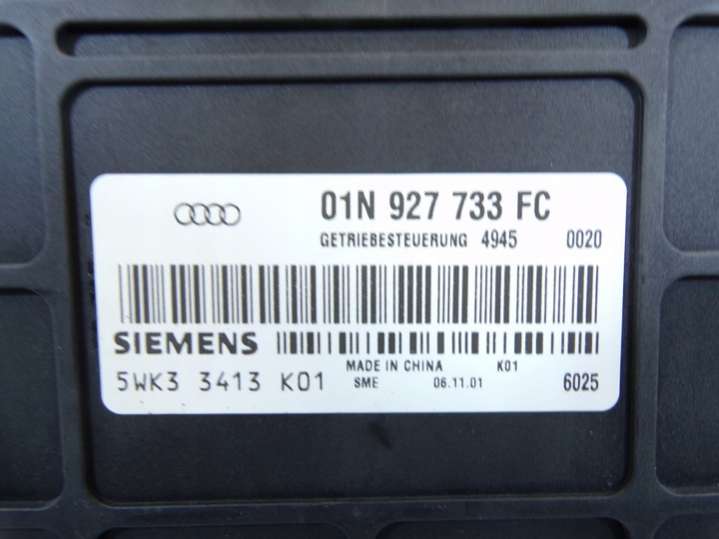 01N 927 733 FC
GETRIEBESTEUERUNG 4945 0020
SIEMENS
MADE IN CHINA K01
5WK3 3413 K01 SME 06.11.01 6025